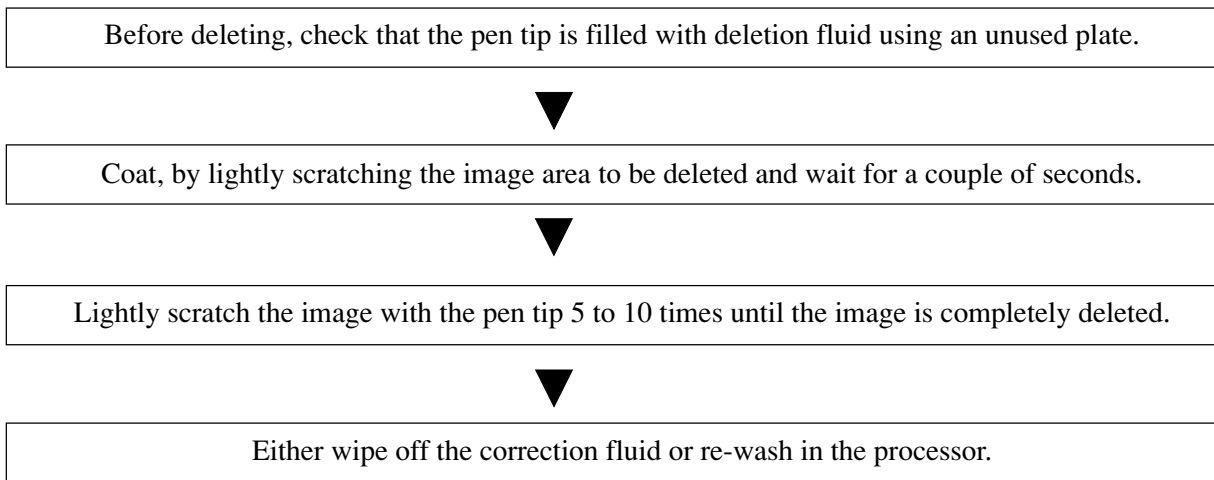 Before deleting, check that the pen tip is filled with deletion fluid using an unused plate.
Coat, by lightly scratching the image area to be deleted and wait for a couple of seconds.
Lightly scratch the image with the pen tip 5 to 10 times until the image is completely deleted.
Either wipe off the correction fluid or re-wash in the processor.